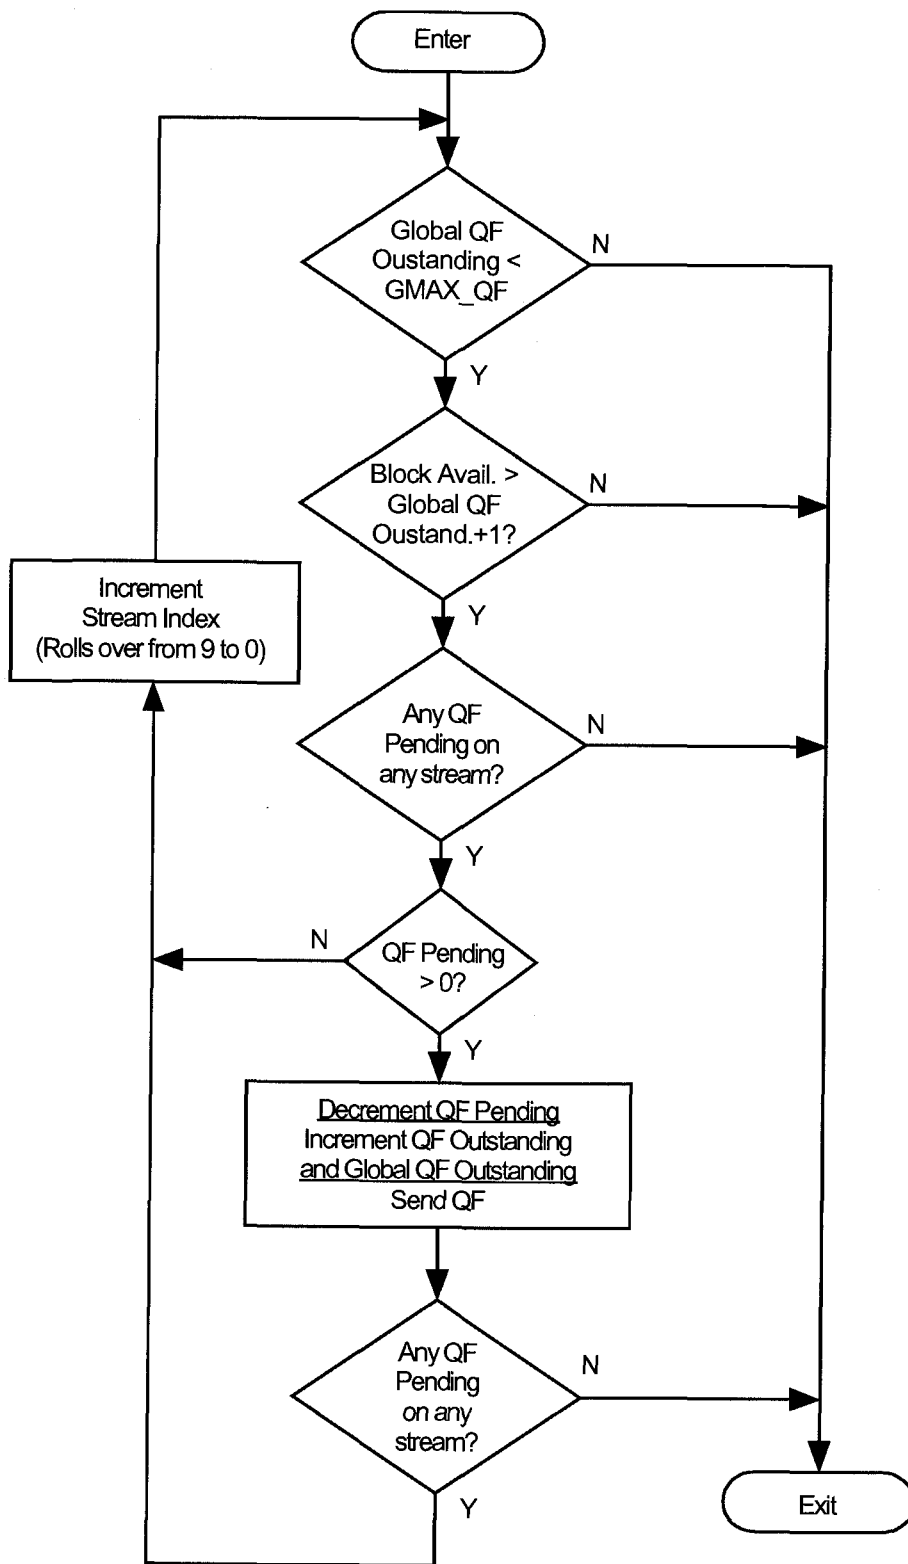 Enter
Global QF
Oustanding <
GMAX_QF
N
Y
Block Avail. >
Global QF
Oustand.+1?
N
Y
Increment
Stream Index
(Rolls over from 9 to 0)
Any QF
Pending on
any stream?
N
Y
N
QF Pending
> 0?
Y
Decrement QF Pending
Increment QF Outstanding
and Global QF Outstanding
Send QF
Any QF
Pending
on any
stream?
N
Y
Exit